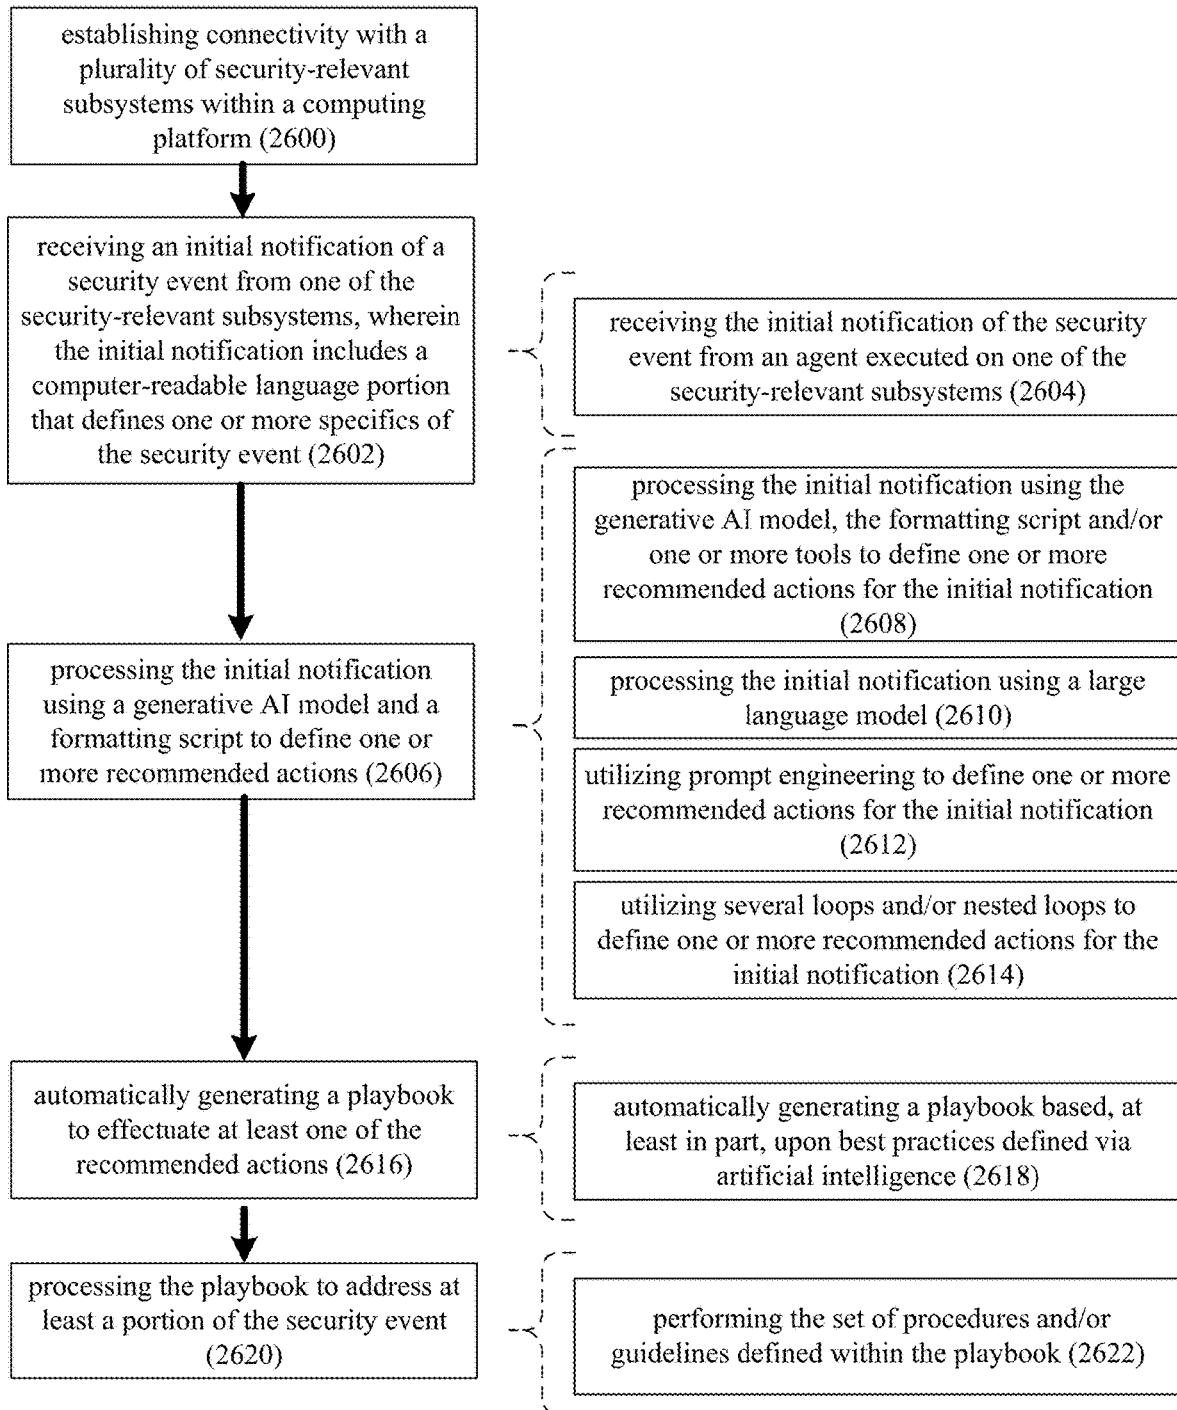 establishing connectivity with a
plurality of security-relevant
subsystems within a computing
platform (2600)
receiving an initial notification of a
security event from one of the
security-relevant subsystems, wherein
the initial notification includes a
computer-readable language portion
that defines one or more specifics of
the security event (2602)
receiving the initial notification of the security
event from an agent executed on one of the
security-relevant subsystems (2604)
processing the initial notification
using a generative AI model and a
formatting script to define one or
more recommended actions (2606)
processing the initial notification using the
generative AI model, the formatting script and/or
one or more tools to define one or more
recommended actions for the initial notification
(2608)
processing the initial notification using a large
language model (2610)
utilizing prompt engineering to define one or more
recommended actions for the initial notification
(2612)
utilizing several loops and/or nested loops to
define one or more recommended actions for the
initial notification (2614)
automatically generating a playbook
to effectuate at least one of the
recommended actions (2616)
automatically generating a playbook based, at
least in part, upon best practices defined via
artificial intelligence (2618)
processing the playbook to address at
least a portion of the security event
(2620)
performing the set of procedures and/or
guidelines defined within the playbook (2622)